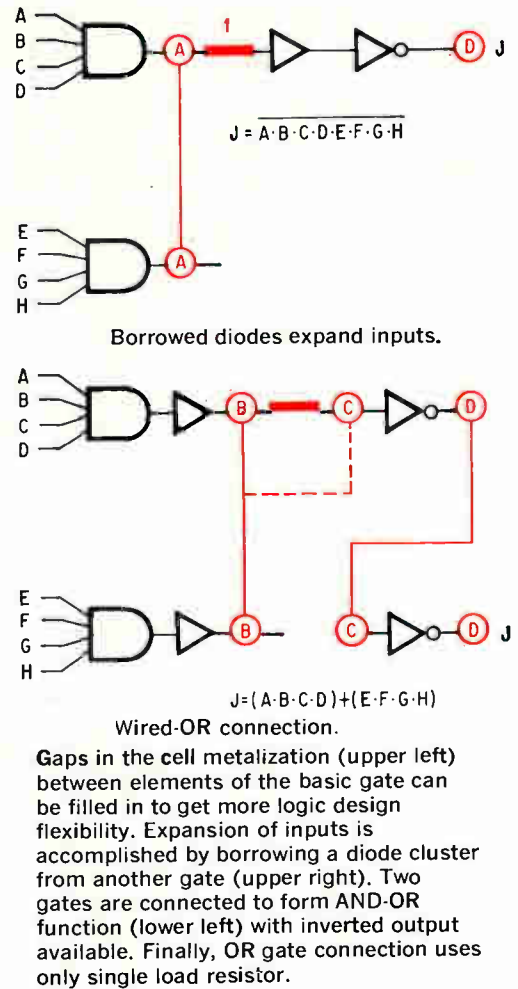 A
B
C
D
A
1
D
J
J = A·B·C·D·E·F·G·H
E
F
G
H
A
Borrowed diodes expand inputs.
A
B
C
D
B
C
D
E
F
G
H
B
C
D
J
J=(A·B·C·D)+(E·F·G·H)
Wired-OR connection.
Gaps in the cell metalization (upper left)
between elements of the basic gate can
be filled in to get more logic design
flexibility. Expansion of inputs is
accomplished by borrowing a diode cluster
from another gate (upper right). Two
gates are connected to form AND-OR
function (lower left) with inverted output
available. Finally, OR gate connection uses
only single load resistor.